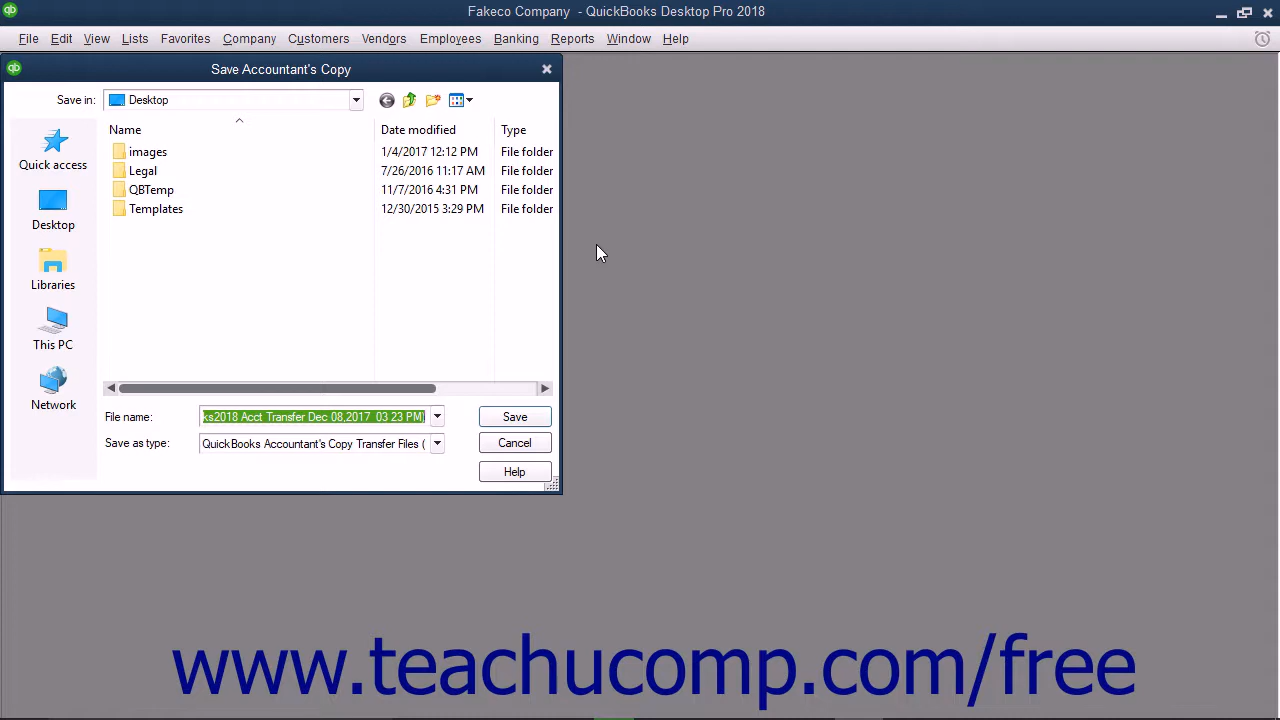 Fakeco Company - QuickBooks Desktop Pro 2018
File Edit View Lists Favorites Company Customers Vendors Employees Banking Reports Window Help
Save Accountant's Copy
Save in: Desktop
Name Date modified Type
images 1/4/2017 12:12 PM File folder
Legal 7/26/2016 11:17 AM File folder
QBTemp 11/7/2016 4:31 PM File folder
Templates 12/30/2015 3:29 PM File folder
Quick access
Desktop
Libraries
This PC
Network
File name: ks2018 Acct Transfer Dec 08,2017 03 23 PM) Save
Save as type: QuickBooks Accountant's Copy Transfer Files ( Cancel
Help
www.teachucomp.com/free